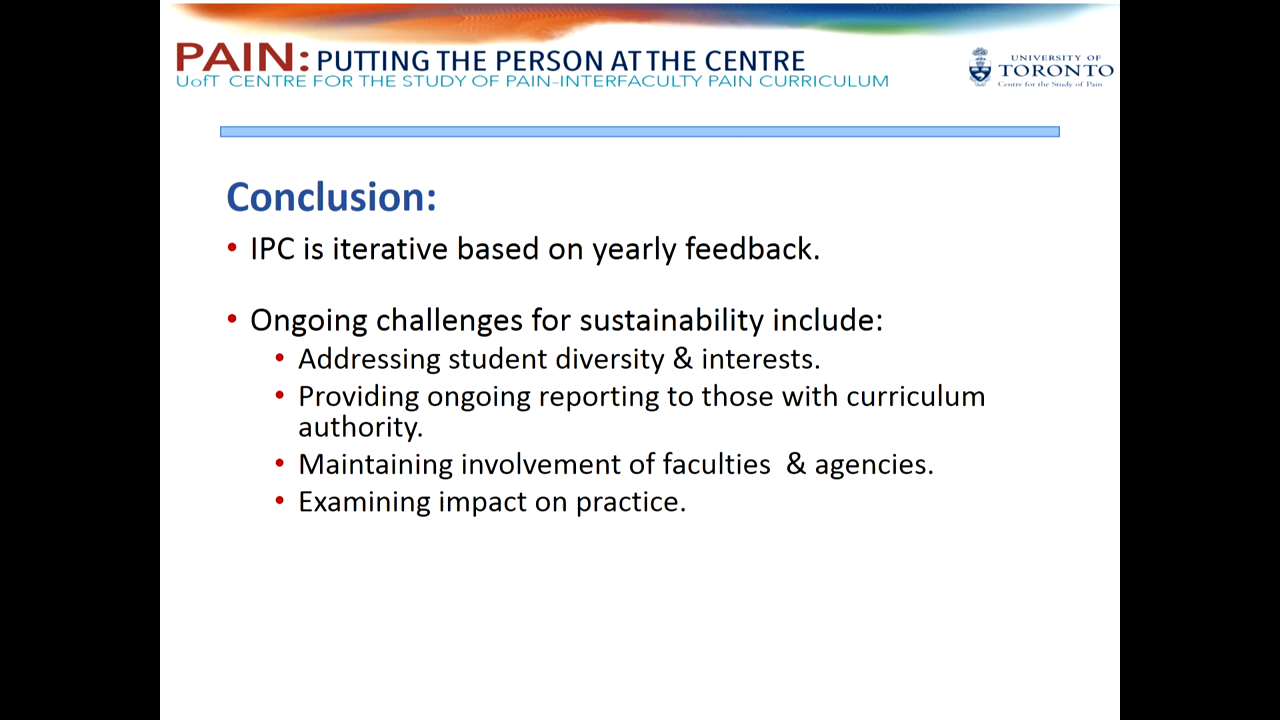 PAIN: PUTTING THE PERSON AT THE CENTRE
UofT CENTRE FOR THE STUDY OF PAIN-INTERFACULTY PAIN CURRICULUM
UNIVERSITY OF
TORONTO
Centre for the Study of Pain
Conclusion:
• IPC is iterative based on yearly feedback.
• Ongoing challenges for sustainability include:
• Addressing student diversity & interests.
• Providing ongoing reporting to those with curriculum
authority.
• Maintaining involvement of faculties & agencies.
• Examining impact on practice.